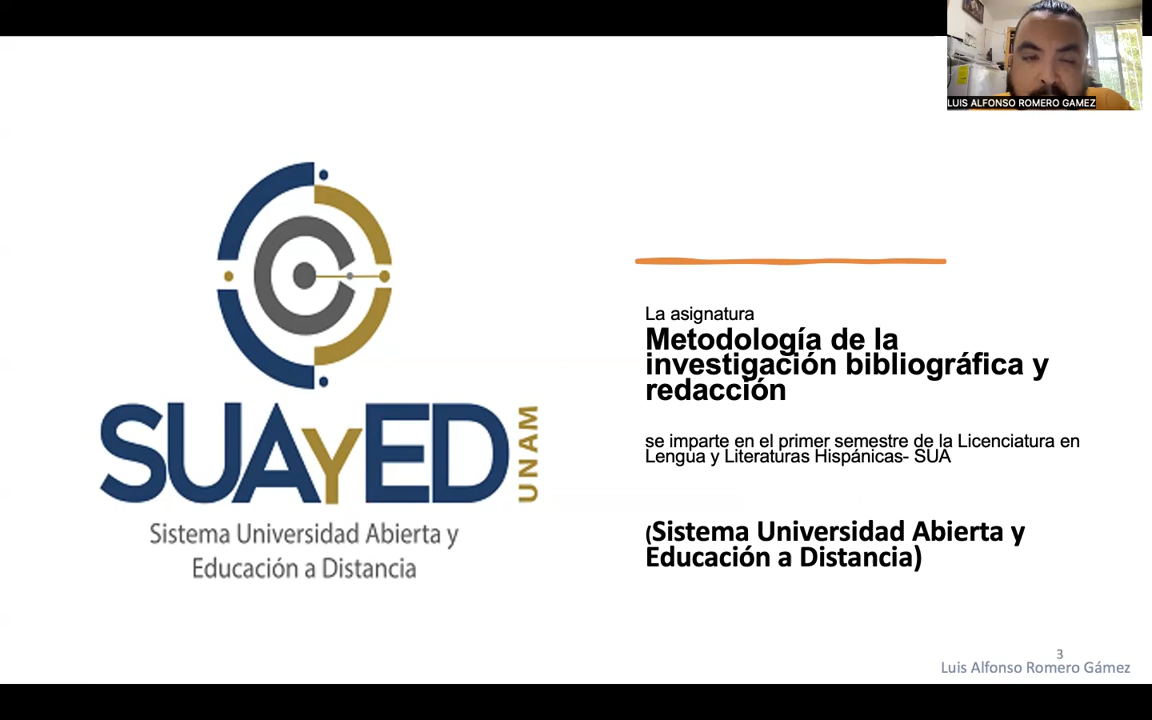 LUIS ALFONSO ROMERO GAMEZ
SUAyED
UNAM
Sistema Universidad Abierta y
Educación a Distancia
La asignatura
Metodología de la
investigación bibliográfica y
redacción
se imparte en el primer semestre de la Licenciatura en
Lengua y Literaturas Hispánicas- SUA
(Sistema Universidad Abierta y
Educación a Distancia)
3
Luis Alfonso Romero Gámez